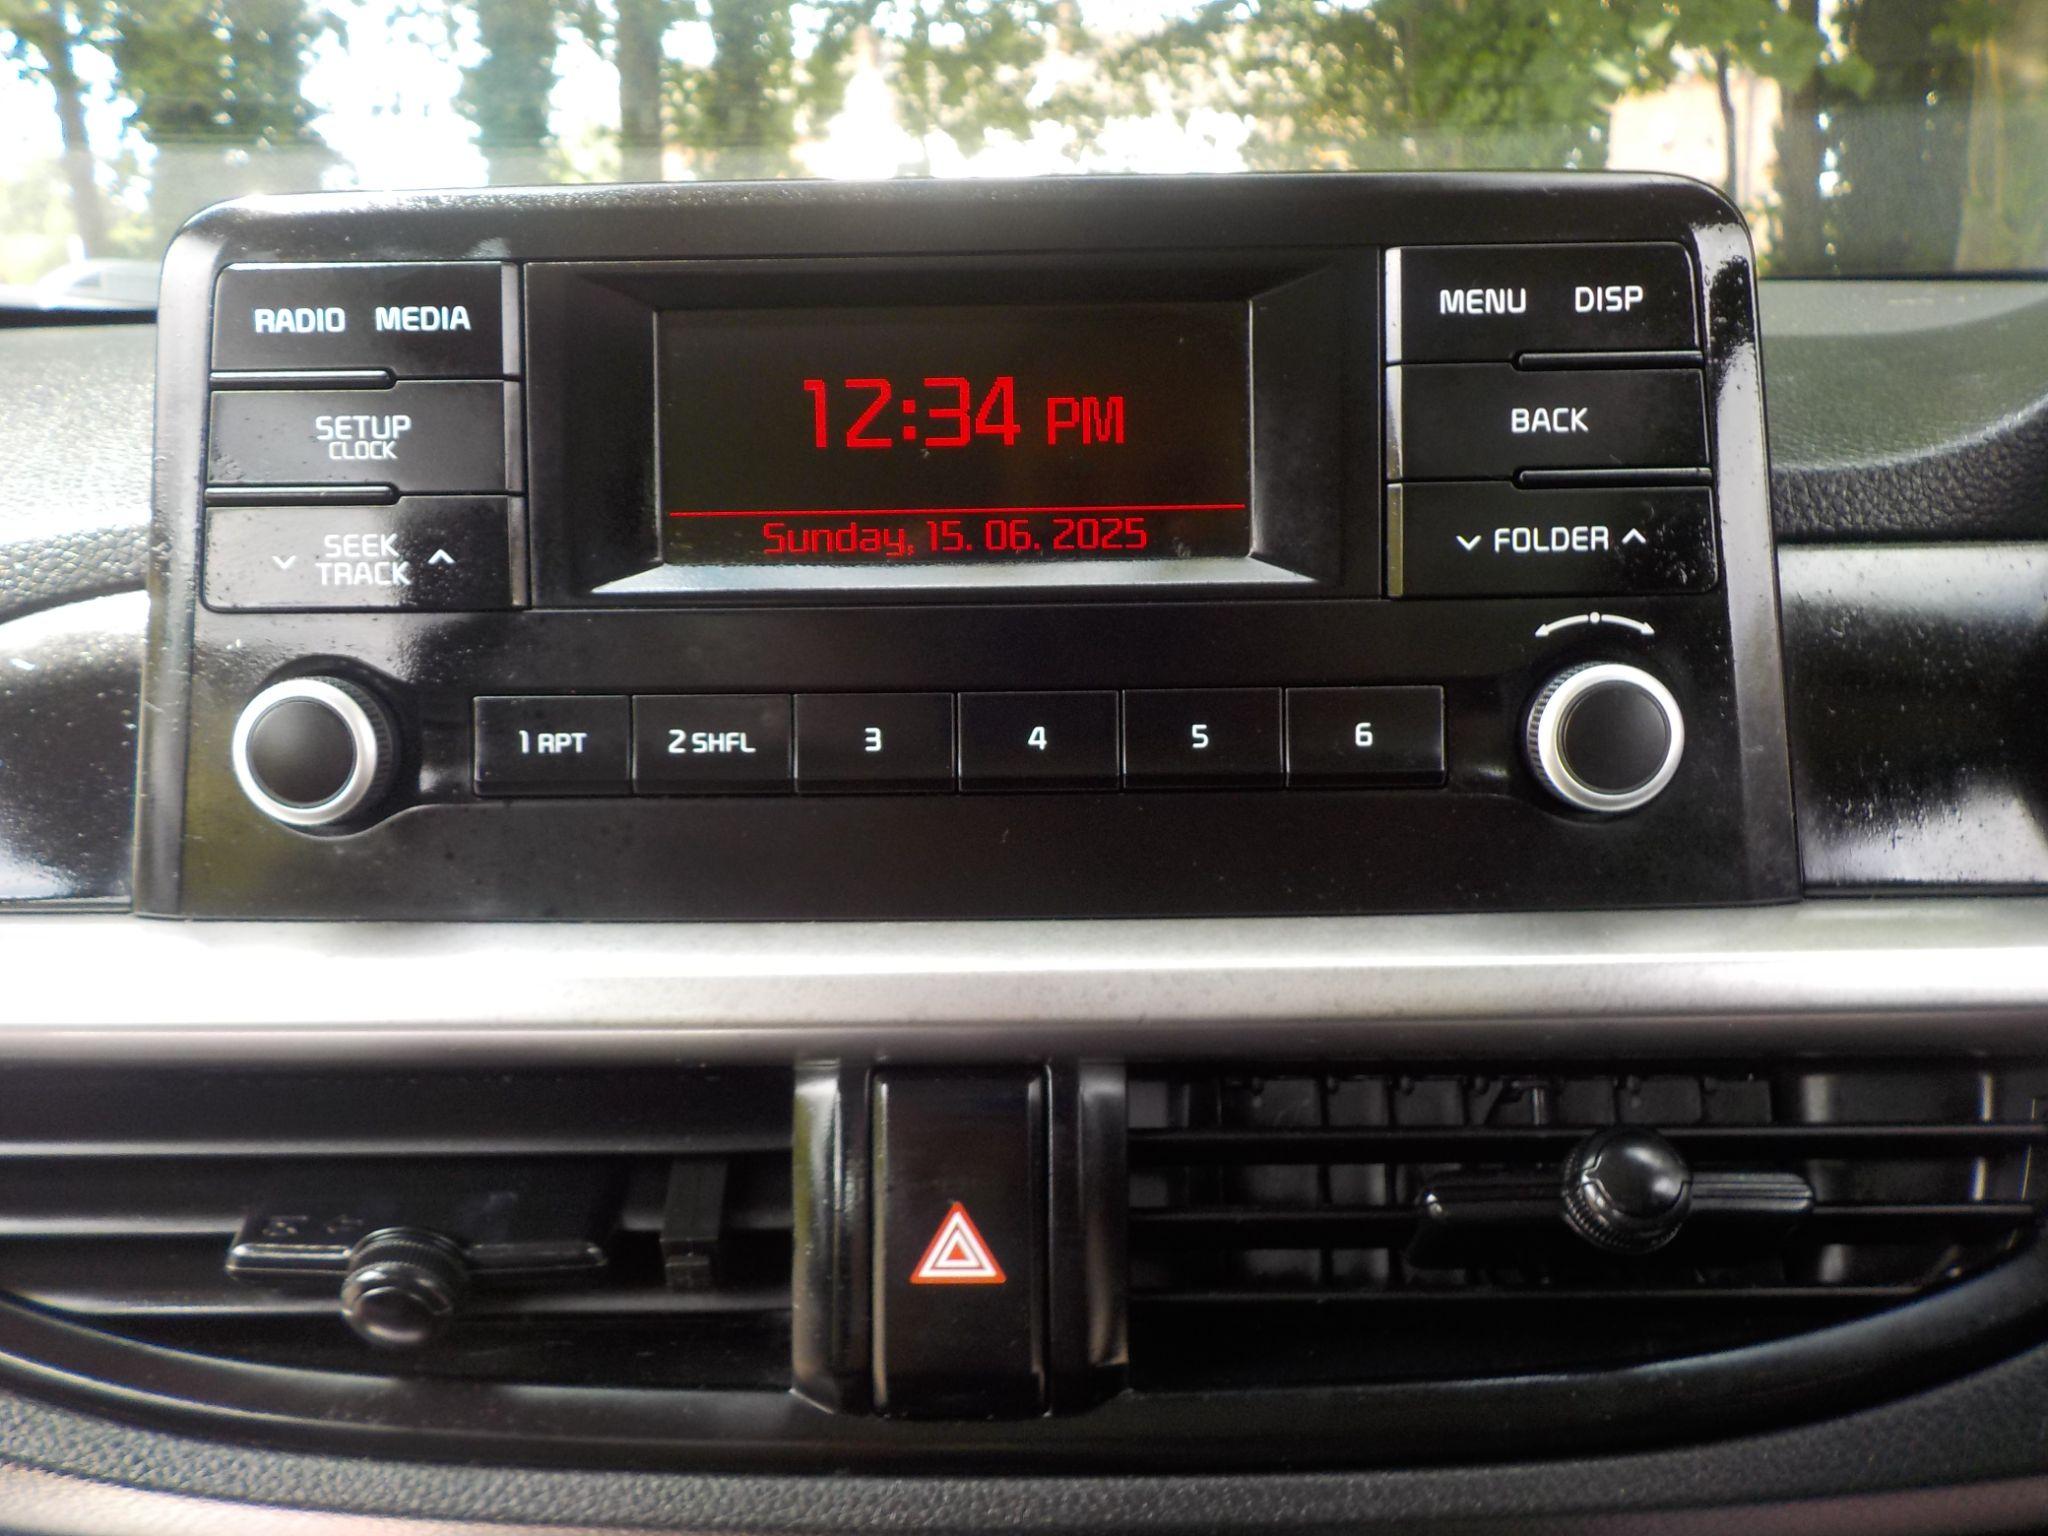 RADIO MEDIA
SETUP
CLOCK
SEEK
TRACK
12:34 PM
Sunday, 15. 06. 2025
MENU DISP
BACK
FOLDER
1 RPT 2 SHFL 3 4 5 6